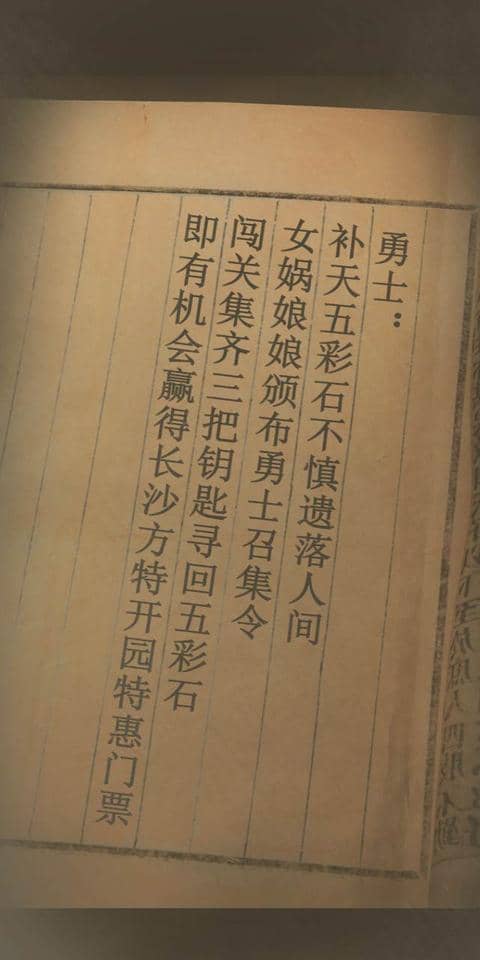 勇士：
补天五彩石不慎遗落人间
女娲娘娘颁布勇士召集令
闯关集齐三把钥匙寻回五彩石
即有机会赢得长沙方特开园特惠门票